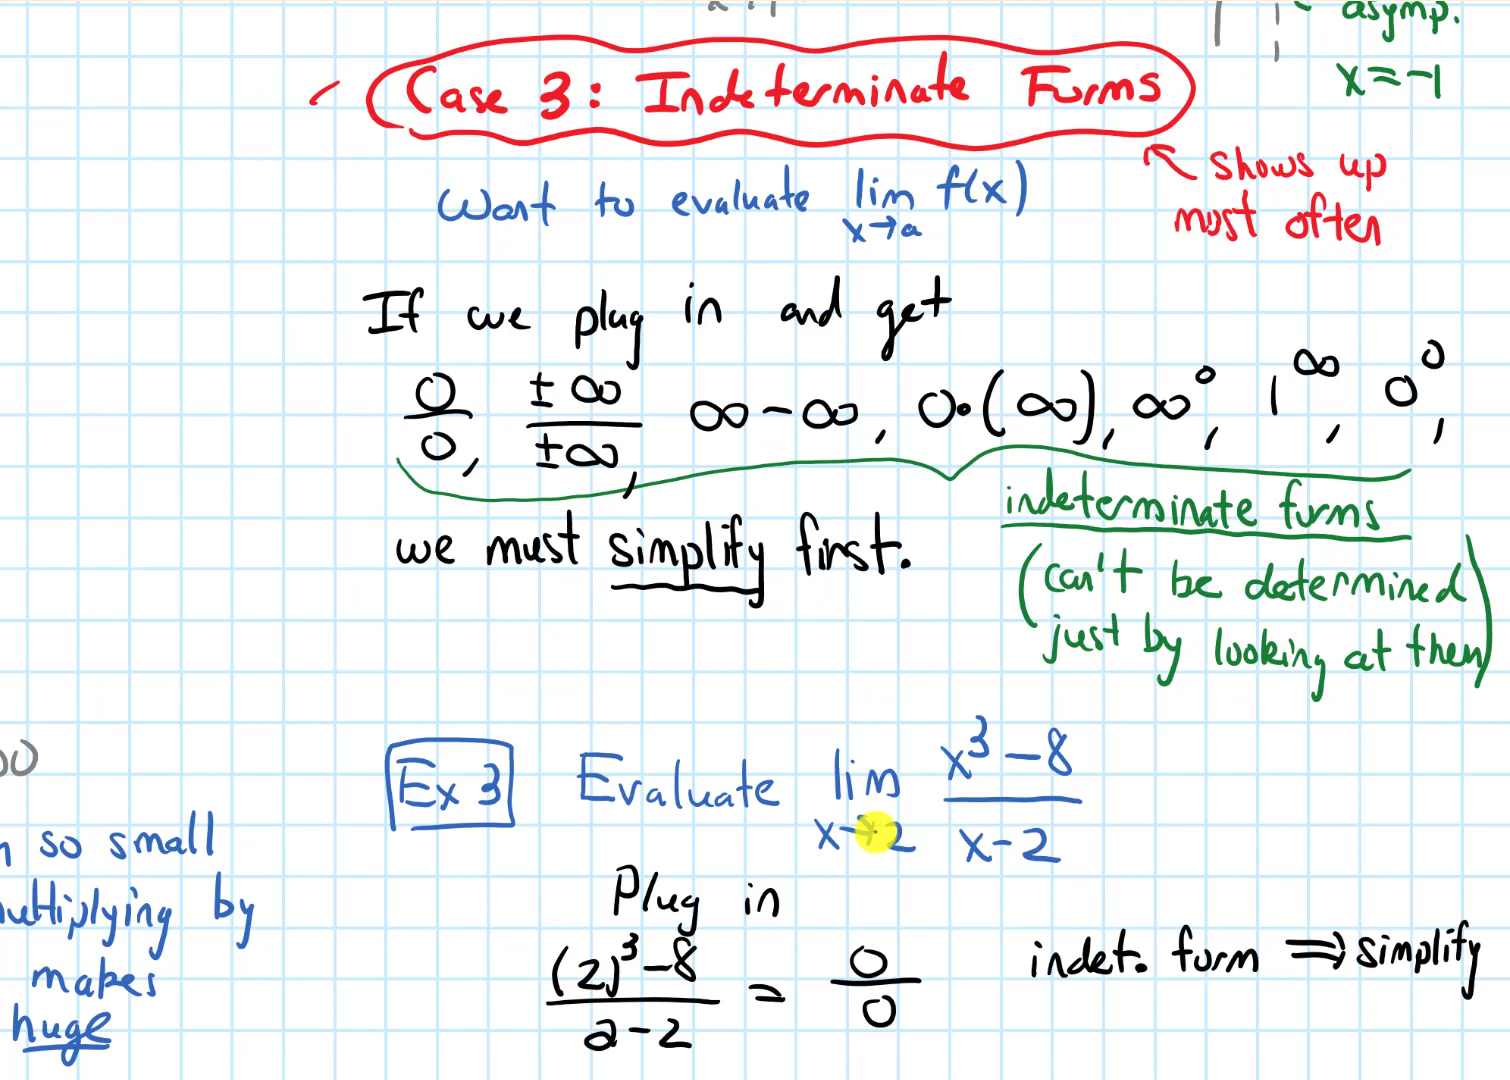 asymp.
x = -1
Case 3: Indeterminate Forms
shows up
most often
Want to evaluate lim f(x)
x→a
If we plug in and get
0/0, ±∞/±∞, ∞-∞, 0·(∞), ∞^0, 1^∞, 0^0,
indeterminate forms
we must simplify first.
(can't be determined
just by looking at them)
Ex 3 Evaluate lim x→2 (x^3-8)/(x-2)
so small
by
makes
huge
Plug in
((2)^3-8)/(2-2) = 0/0 indet. form ⇒ simplify